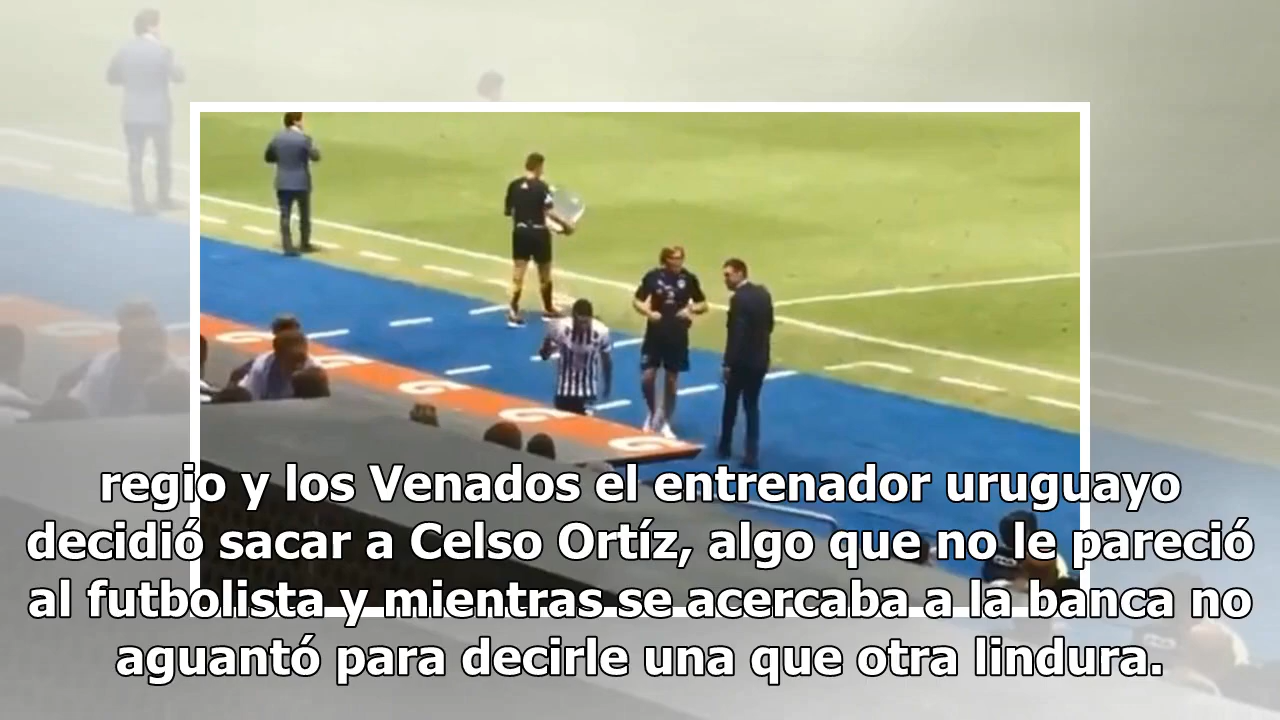 regio y los Venados el entrenador uruguayo
decidió sacar a Celso Ortíz, algo que no le pareció
al futbolista y mientras se acercaba a la banca no
aguantó para decirle una que otra lindura.